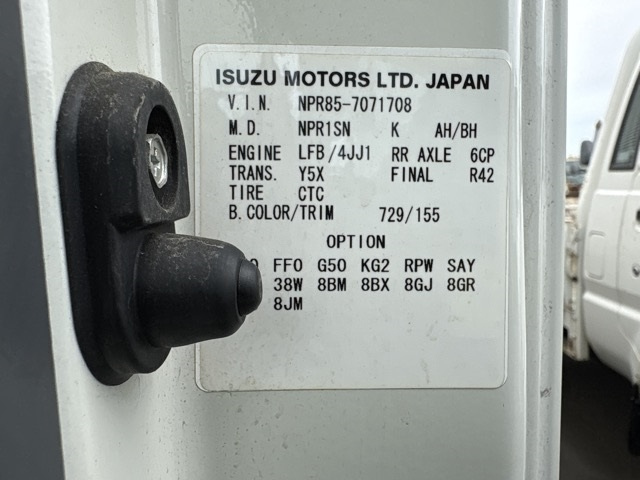 ISUZU MOTORS LTD. JAPAN
V.I.N. NPR85-7071708
M.D. NPR1SN K AH/BH
ENGINE LFB/4JJ1 RR AXLE 6CP
TRANS. Y5X FINAL R42
TIRE CTC
B.COLOR/TRIM 729/155
OPTION
FF0 G50 KG2 RPW SAY
38W 8BM 8BX 8GJ 8GR
8JM